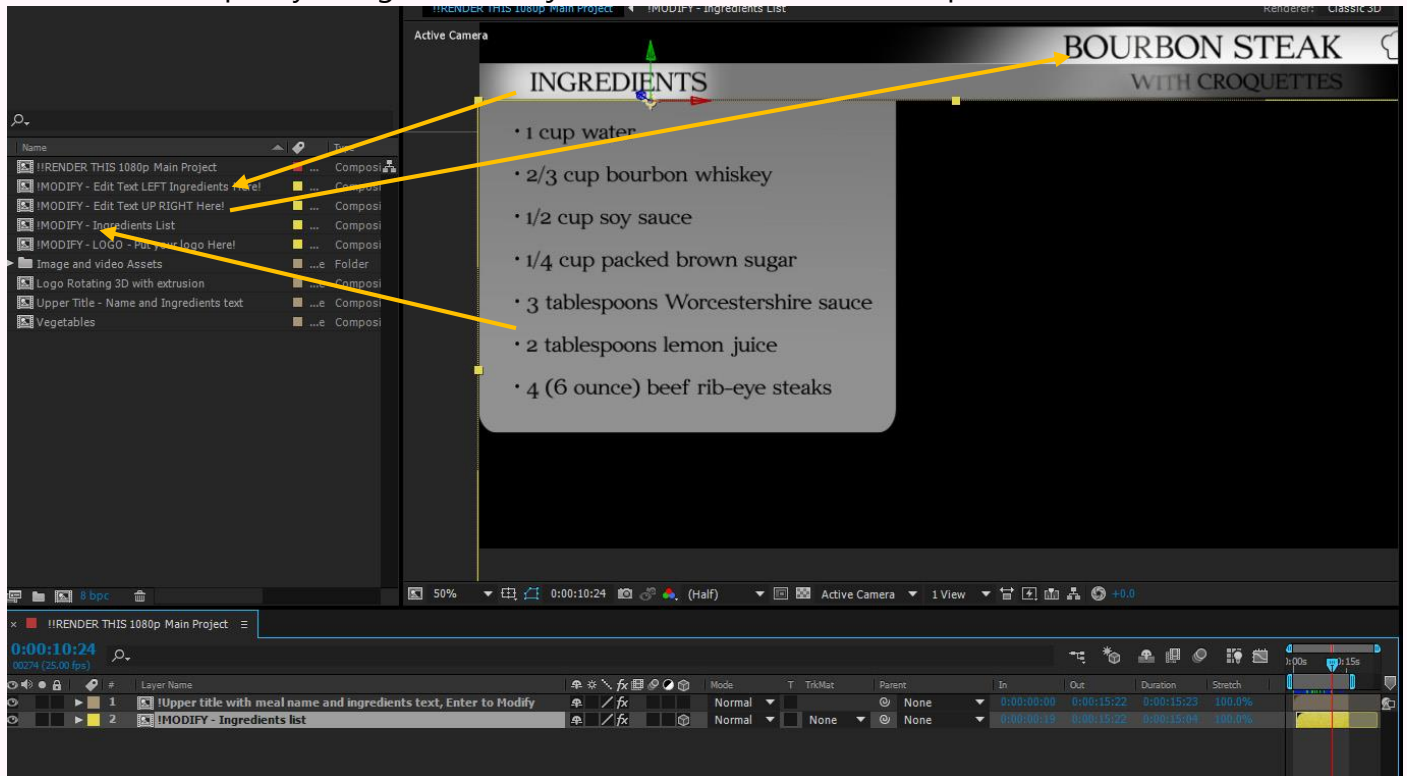 !!RENDER THIS 1080p Main Project !MODIFY - Ingredients List Renderer: Classic 3D
Active Camera
BOURBON STEAK
INGREDIENTS
WITH CROQUETTES
• 1 cup water
• 2/3 cup bourbon whiskey
• 1/2 cup soy sauce
• 1/4 cup packed brown sugar
• 3 tablespoons Worcestershire sauce
• 2 tablespoons lemon juice
• 4 (6 ounce) beef rib-eye steaks
Name Type
!!RENDER THIS 1080p Main Project ... Composi
!MODIFY - Edit Text LEFT Ingredients Here! ... Composi
!MODIFY - Edit Text UP RIGHT Here! ... Composi
!MODIFY - Ingredients List ... Composi
!MODIFY - LOGO - Put your logo Here! ... Composi
Image and video Assets ...e Folder
Logo Rotating 3D with extrusion ...e Composi
Upper Title - Name and Ingredients text ...e Composi
Vegetables ...e Composi
8 bpc
50% 0:00:10:24 (Half) Active Camera 1 View +0.0
!!RENDER THIS 1080p Main Project
0:00:10:24
00274 (25.00 fps)
):00s 15s
# Layer Name Mode T TrkMat Parent In Out Duration Stretch
1 !Upper title with meal name and ingredients text, Enter to Modify Normal None 0:00:00:00 0:00:15:22 0:00:15:23 100.0%
2 !MODIFY - Ingredients list Normal None None 0:00:00:19 0:00:15:22 0:00:15:04 100.0%